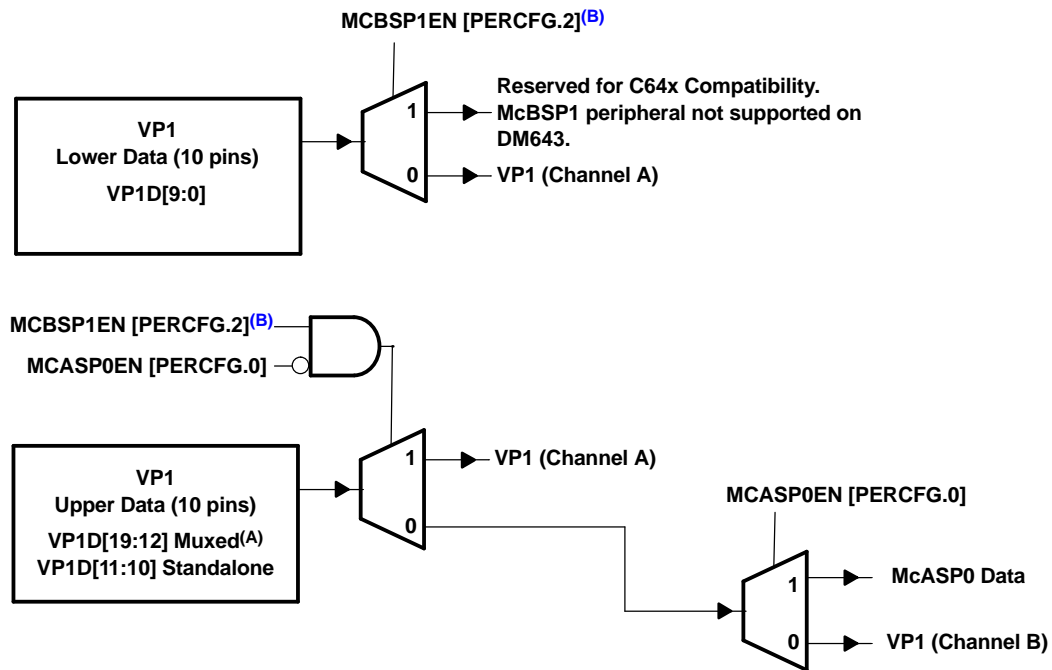 MCBSP1EN [PERCFG.2](B)
VP1
Lower Data (10 pins)
VP1D[9:0]
1
0
Reserved for C64x Compatibility.
McBSP1 peripheral not supported on
DM643.
VP1 (Channel A)
MCBSP1EN [PERCFG.2](B)
MCASP0EN [PERCFG.0]
VP1
Upper Data (10 pins)
VP1D[19:12] Muxed(A)
VP1D[11:10] Standalone
1
0
VP1 (Channel A)
MCASP0EN [PERCFG.0]
1
0
McASP0 Data
VP1 (Channel B)